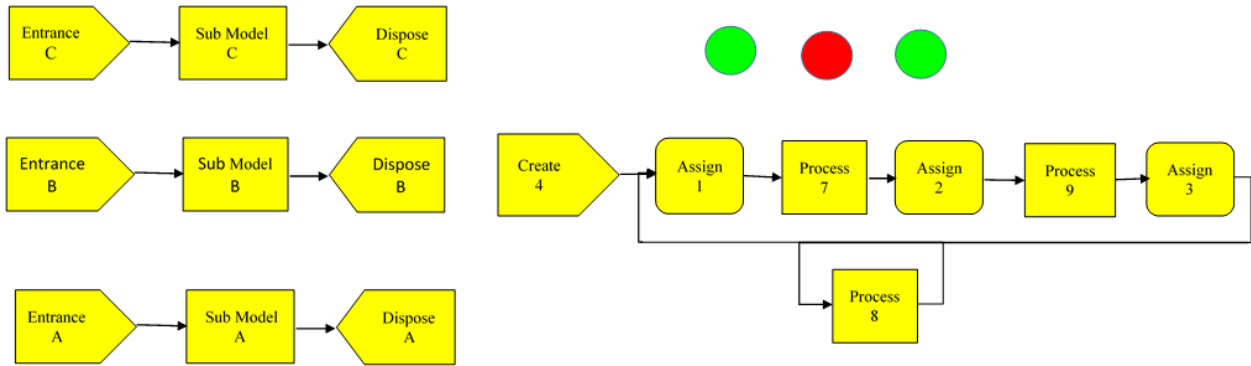 Entrance
C
Sub Model
C
Dispose
C
Entrance
B
Sub Model
B
Dispose
B
Entrance
A
Sub Model
A
Dispose
A
Create
4
Assign
1
Process
7
Assign
2
Process
9
Assign
3
Process
8